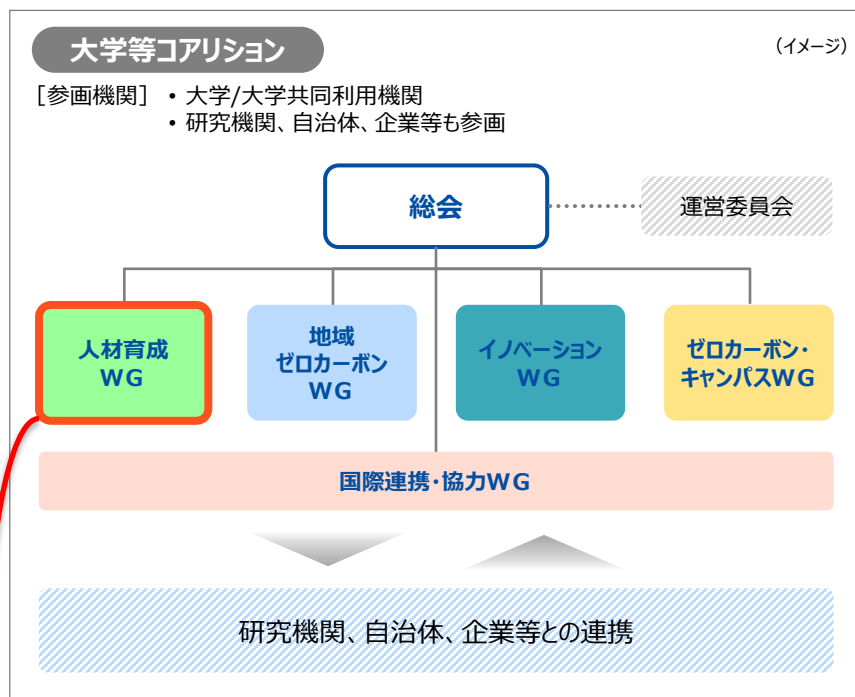 大学等コアリション
(イメージ)
[参画機関] • 大学/大学共同利用機関
• 研究機関、自治体、企業等も参画
総会
運営委員会
人材育成
WG
地域
ゼロカーボン
WG
イノベーション
WG
ゼロカーボン・
キャンパスWG
国際連携・協力WG
研究機関、自治体、企業等との連携